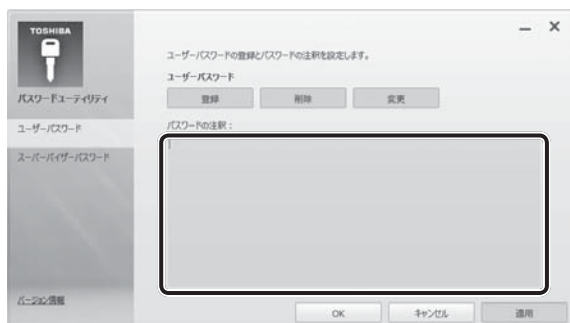 TOSHIBA
パスワードユーティリティ
ユーザーパスワード
スーパーバイザーパスワード
バージョン情報
ユーザーパスワードの登録とパスワードの注釈を設定します。
ユーザーパスワード
登録 削除 変更
パスワードの注釈：
OK キャンセル 適用